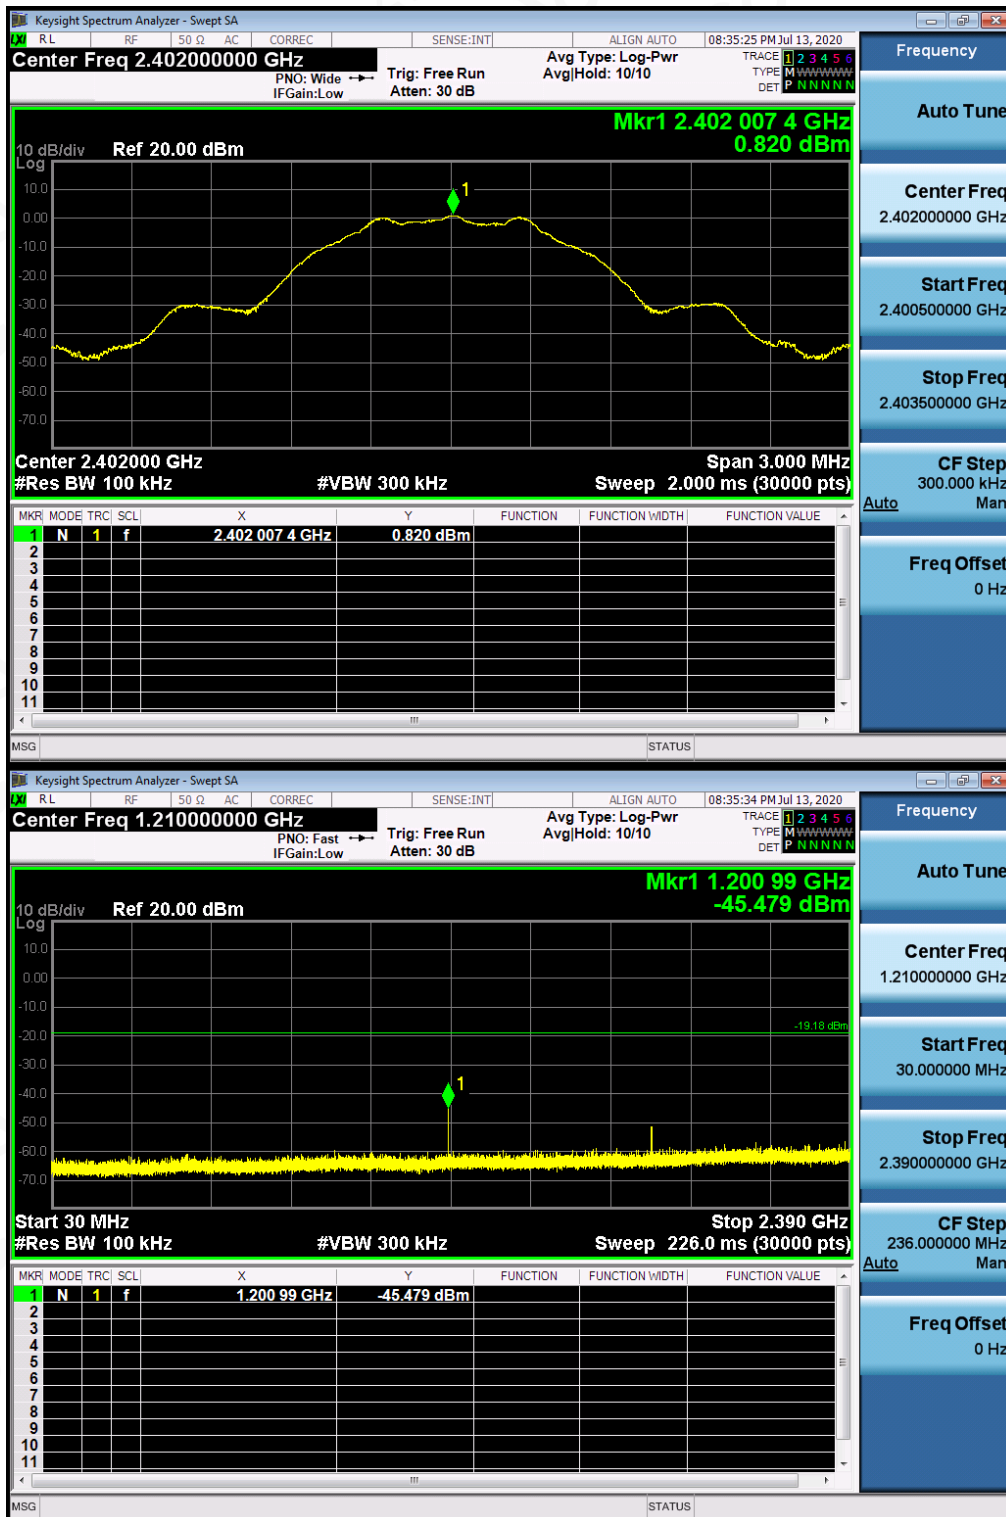 Keysight Spectrum Analyzer - Swept SA
LXI RL RF 50 Ω AC CORREC SENSE:INT ALIGN AUTO 08:35:25 PM Jul 13, 2020
Center Freq 2.402000000 GHz
PNO: Wide
IFGain:Low
Trig: Free Run
Atten: 30 dB
Avg Type: Log-Pwr
Avg|Hold: 10/10
TRACE 1 2 3 4 5 6
TYPE M WWWWW
DET P N N N N N
Mkr1 2.402 007 4 GHz
0.820 dBm
10 dB/div Ref 20.00 dBm
Log
10.0
0.00
-10.0
-20.0
-30.0
-40.0
-50.0
-60.0
-70.0
1
Center 2.402000 GHz Span 3.000 MHz
#Res BW 100 kHz #VBW 300 kHz Sweep 2.000 ms (30000 pts)
MKR MODE TRC SCL X Y FUNCTION FUNCTION WIDTH FUNCTION VALUE
1 N 1 f 2.402 007 4 GHz 0.820 dBm
2
3
4
5
6
7
8
9
10
11
MSG STATUS
Frequency
Auto Tune
Center Freq
2.402000000 GHz
Start Freq
2.400500000 GHz
Stop Freq
2.403500000 GHz
CF Step
300.000 kHz
Auto Man
Freq Offset
0 Hz
Keysight Spectrum Analyzer - Swept SA
LXI RL RF 50 Ω AC CORREC SENSE:INT ALIGN AUTO 08:35:34 PM Jul 13, 2020
Center Freq 1.210000000 GHz
PNO: Fast
IFGain:Low
Trig: Free Run
Atten: 30 dB
Avg Type: Log-Pwr
Avg|Hold: 10/10
TRACE 1 2 3 4 5 6
TYPE M WWWWW
DET P N N N N N
Mkr1 1.200 99 GHz
-45.479 dBm
10 dB/div Ref 20.00 dBm
Log
10.0
0.00
-10.0
-20.0
-30.0
-40.0
-50.0
-60.0
-70.0
-19.18 dBm
1
Start 30 MHz Stop 2.390 GHz
#Res BW 100 kHz #VBW 300 kHz Sweep 226.0 ms (30000 pts)
MKR MODE TRC SCL X Y FUNCTION FUNCTION WIDTH FUNCTION VALUE
1 N 1 f 1.200 99 GHz -45.479 dBm
2
3
4
5
6
7
8
9
10
11
MSG STATUS
Frequency
Auto Tune
Center Freq
1.210000000 GHz
Start Freq
30.000000 MHz
Stop Freq
2.390000000 GHz
CF Step
236.000000 MHz
Auto Man
Freq Offset
0 Hz